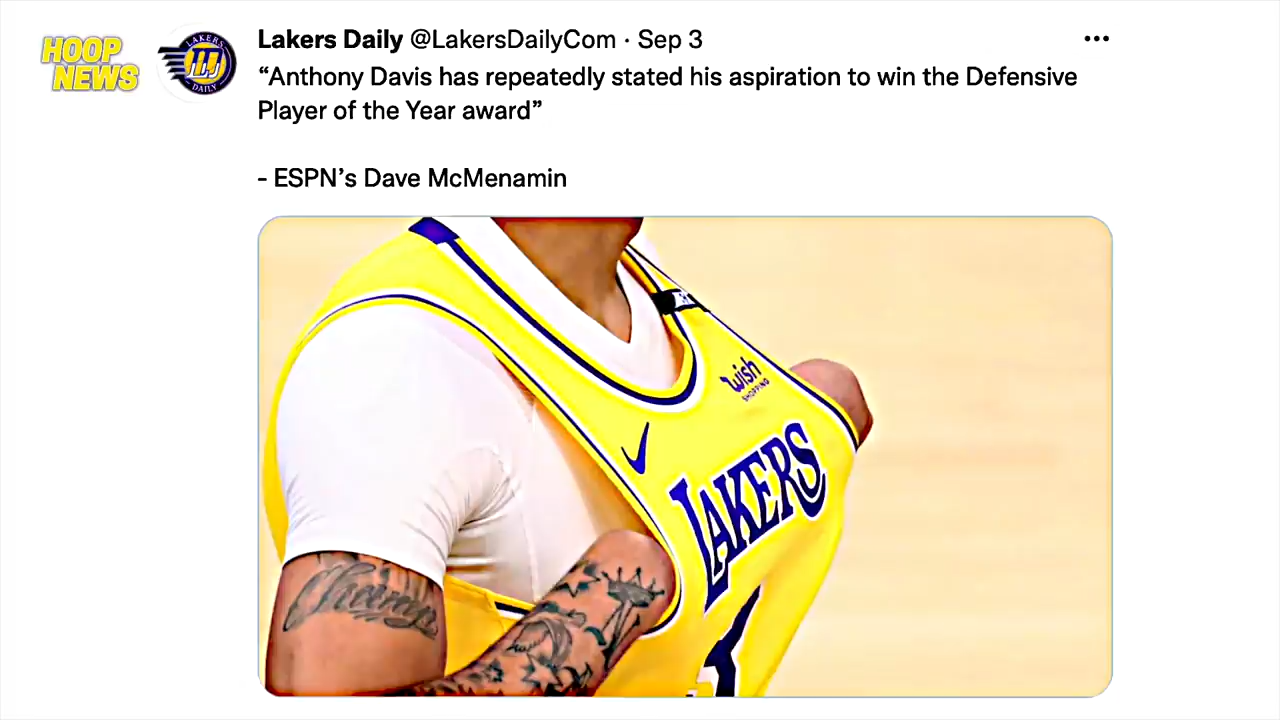 HOOP
NEWS
LAKERS
DAILY
Lakers Daily @LakersDailyCom · Sep 3
“Anthony Davis has repeatedly stated his aspiration to win the Defensive
Player of the Year award”
- ESPN’s Dave McMenamin
wish
SHOPPING
LAKERS